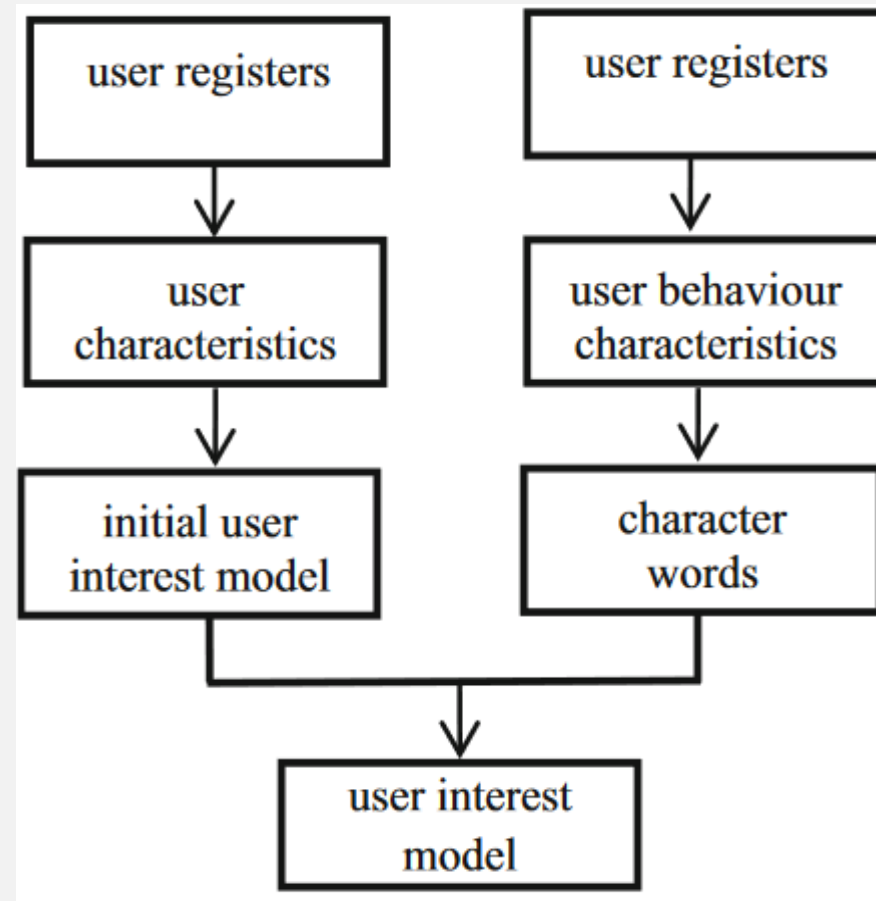 user registers
user registers
user
characteristics
user behaviour
characteristics
initial user
interest model
character
words
user interest
model